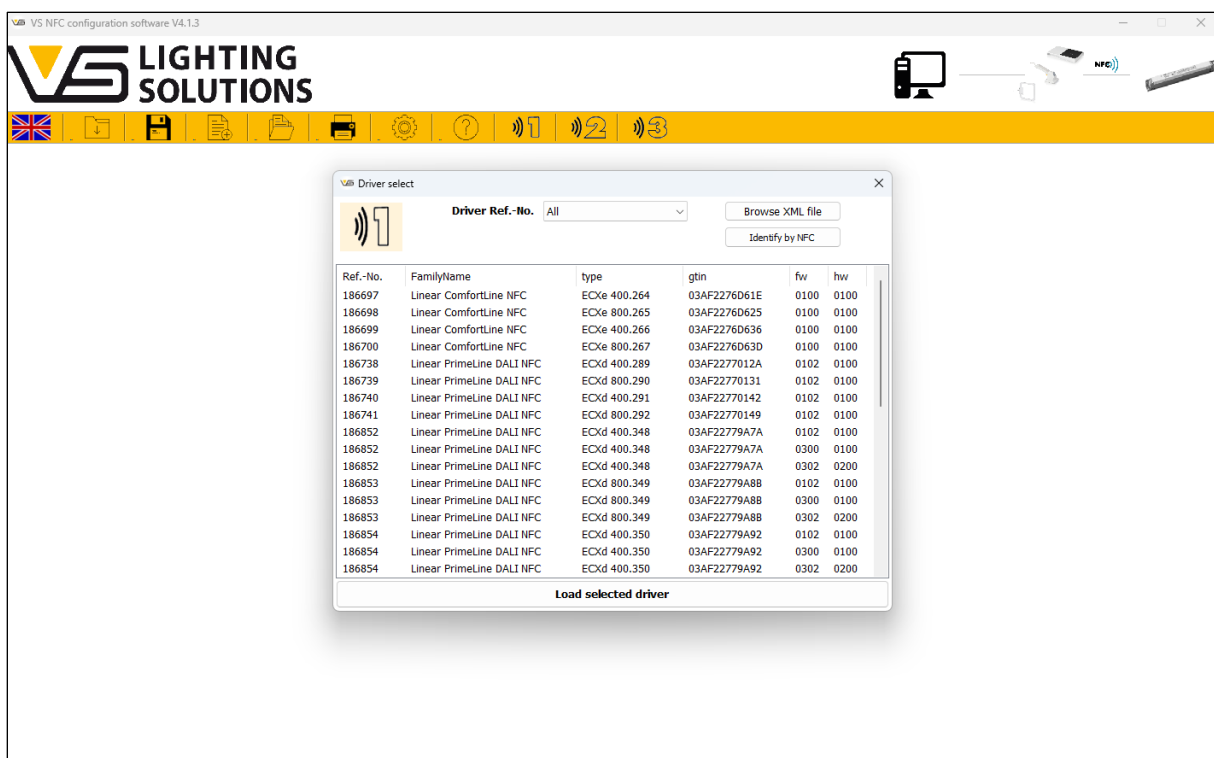 VS NFC configuration software V4.1.3
VS LIGHTING
SOLUTIONS
NFC
1 2 3
Driver select
1 Driver Ref.-No. All Browse XML file
Identify by NFC
Ref.-No. FamilyName type gtin fw hw
186697 Linear ComfortLine NFC ECXe 400.264 03AF2276D61E 0100 0100
186698 Linear ComfortLine NFC ECXe 800.265 03AF2276D625 0100 0100
186699 Linear ComfortLine NFC ECXe 400.266 03AF2276D636 0100 0100
186700 Linear ComfortLine NFC ECXe 800.267 03AF2276D63D 0100 0100
186738 Linear PrimeLine DALI NFC ECXd 400.289 03AF2277012A 0102 0100
186739 Linear PrimeLine DALI NFC ECXd 800.290 03AF22770131 0102 0100
186740 Linear PrimeLine DALI NFC ECXd 400.291 03AF22770142 0102 0100
186741 Linear PrimeLine DALI NFC ECXd 800.292 03AF22770149 0102 0100
186852 Linear PrimeLine DALI NFC ECXd 400.348 03AF22779A7A 0102 0100
186852 Linear PrimeLine DALI NFC ECXd 400.348 03AF22779A7A 0300 0100
186852 Linear PrimeLine DALI NFC ECXd 400.348 03AF22779A7A 0302 0200
186853 Linear PrimeLine DALI NFC ECXd 800.349 03AF22779A8B 0102 0100
186853 Linear PrimeLine DALI NFC ECXd 800.349 03AF22779A8B 0300 0100
186853 Linear PrimeLine DALI NFC ECXd 800.349 03AF22779A8B 0302 0200
186854 Linear PrimeLine DALI NFC ECXd 400.350 03AF22779A92 0102 0100
186854 Linear PrimeLine DALI NFC ECXd 400.350 03AF22779A92 0300 0100
186854 Linear PrimeLine DALI NFC ECXd 400.350 03AF22779A92 0302 0200
Load selected driver